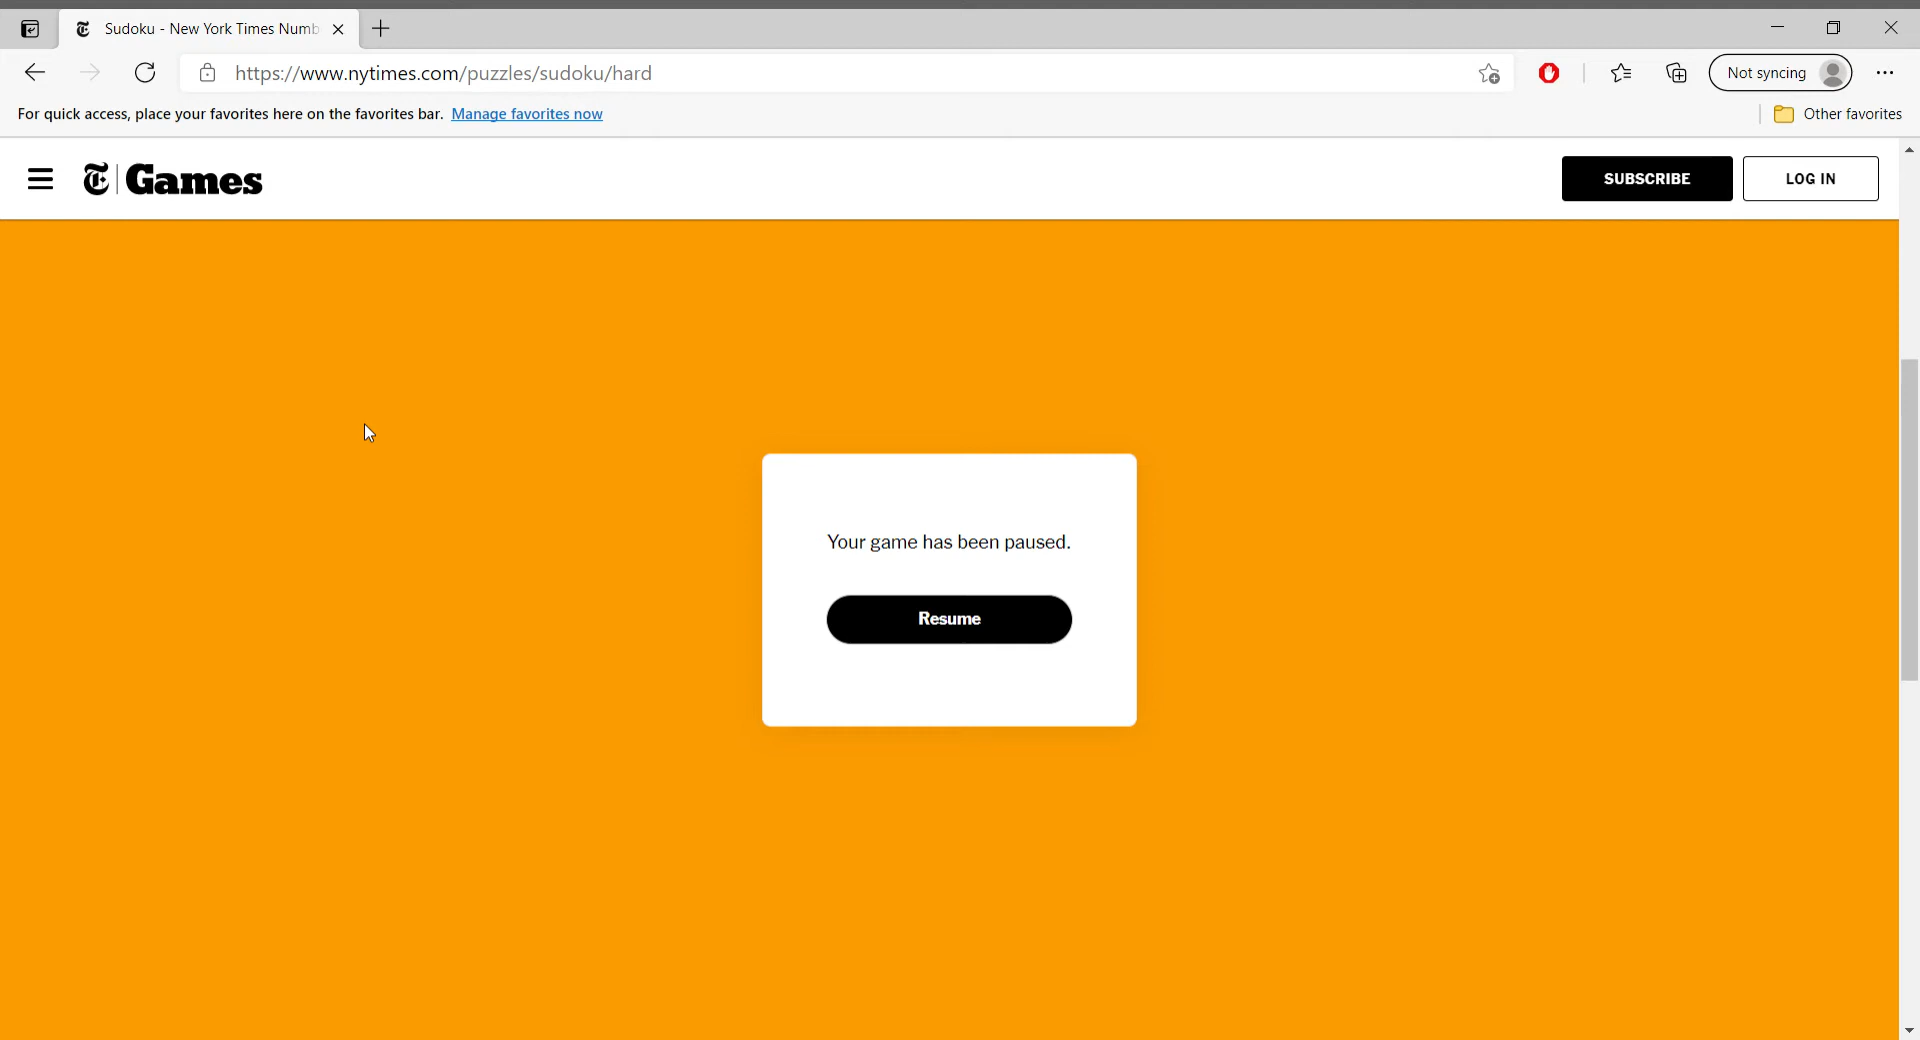 Sudoku - New York Times Numb
https://www.nytimes.com/puzzles/sudoku/hard
Not syncing
For quick access, place your favorites here on the favorites bar. Manage favorites now
Other favorites
T Games
SUBSCRIBE
LOG IN
Your game has been paused.
Resume